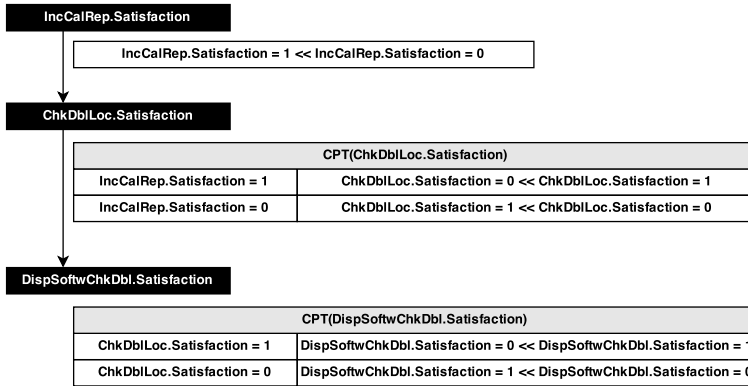 IncCalRep.Satisfaction
IncCalRep.Satisfaction = 1 << IncCalRep.Satisfaction = 0
ChkDblLoc.Satisfaction
CPT(ChkDblLoc.Satisfaction)
IncCalRep.Satisfaction = 1 ChkDblLoc.Satisfaction = 0 << ChkDblLoc.Satisfaction = 1
IncCalRep.Satisfaction = 0 ChkDblLoc.Satisfaction = 1 << ChkDblLoc.Satisfaction = 0
DispSoftwChkDbl.Satisfaction
CPT(DispSoftwChkDbl.Satisfaction)
ChkDblLoc.Satisfaction = 1 DispSoftwChkDbl.Satisfaction = 0 << DispSoftwChkDbl.Satisfaction = 1
ChkDblLoc.Satisfaction = 0 DispSoftwChkDbl.Satisfaction = 1 << DispSoftwChkDbl.Satisfaction = 0